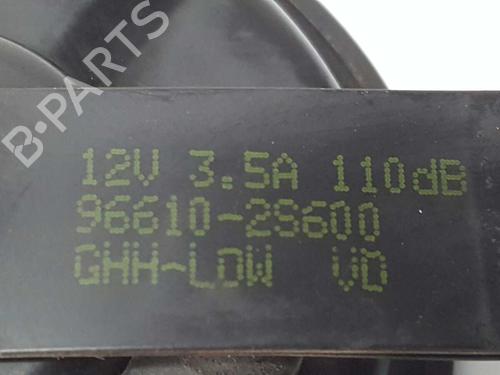 B-PARTS
12V 3.5A 110dB
96610-2S600
GHH-LOW VD